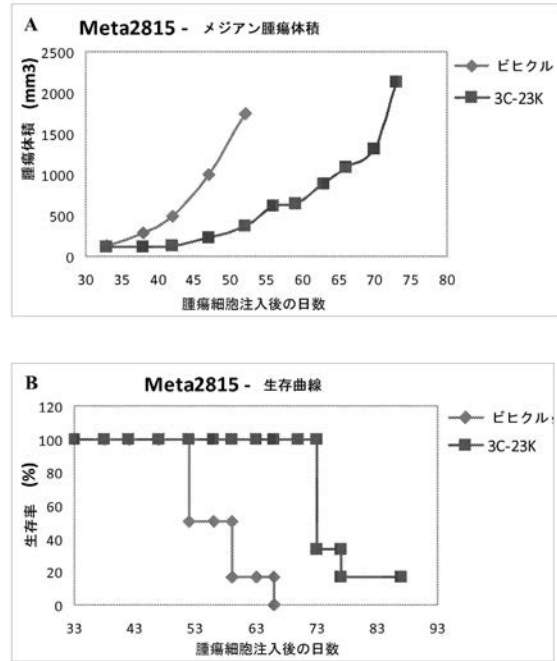 A
Meta2815 - メジアン腫瘍体積
腫瘍体積 (mm3)
2500
2000
1500
1000
500
0
30 35 40 45 50 55 60 65 70 75 80
腫瘍細胞注入後の日数
ビヒクル
3C-23K
B
Meta2815 - 生存曲線
生存率 (%)
120
100
80
60
40
20
0
33 43 53 63 73 83 93
腫瘍細胞注入後の日数
ビヒクル
3C-23K